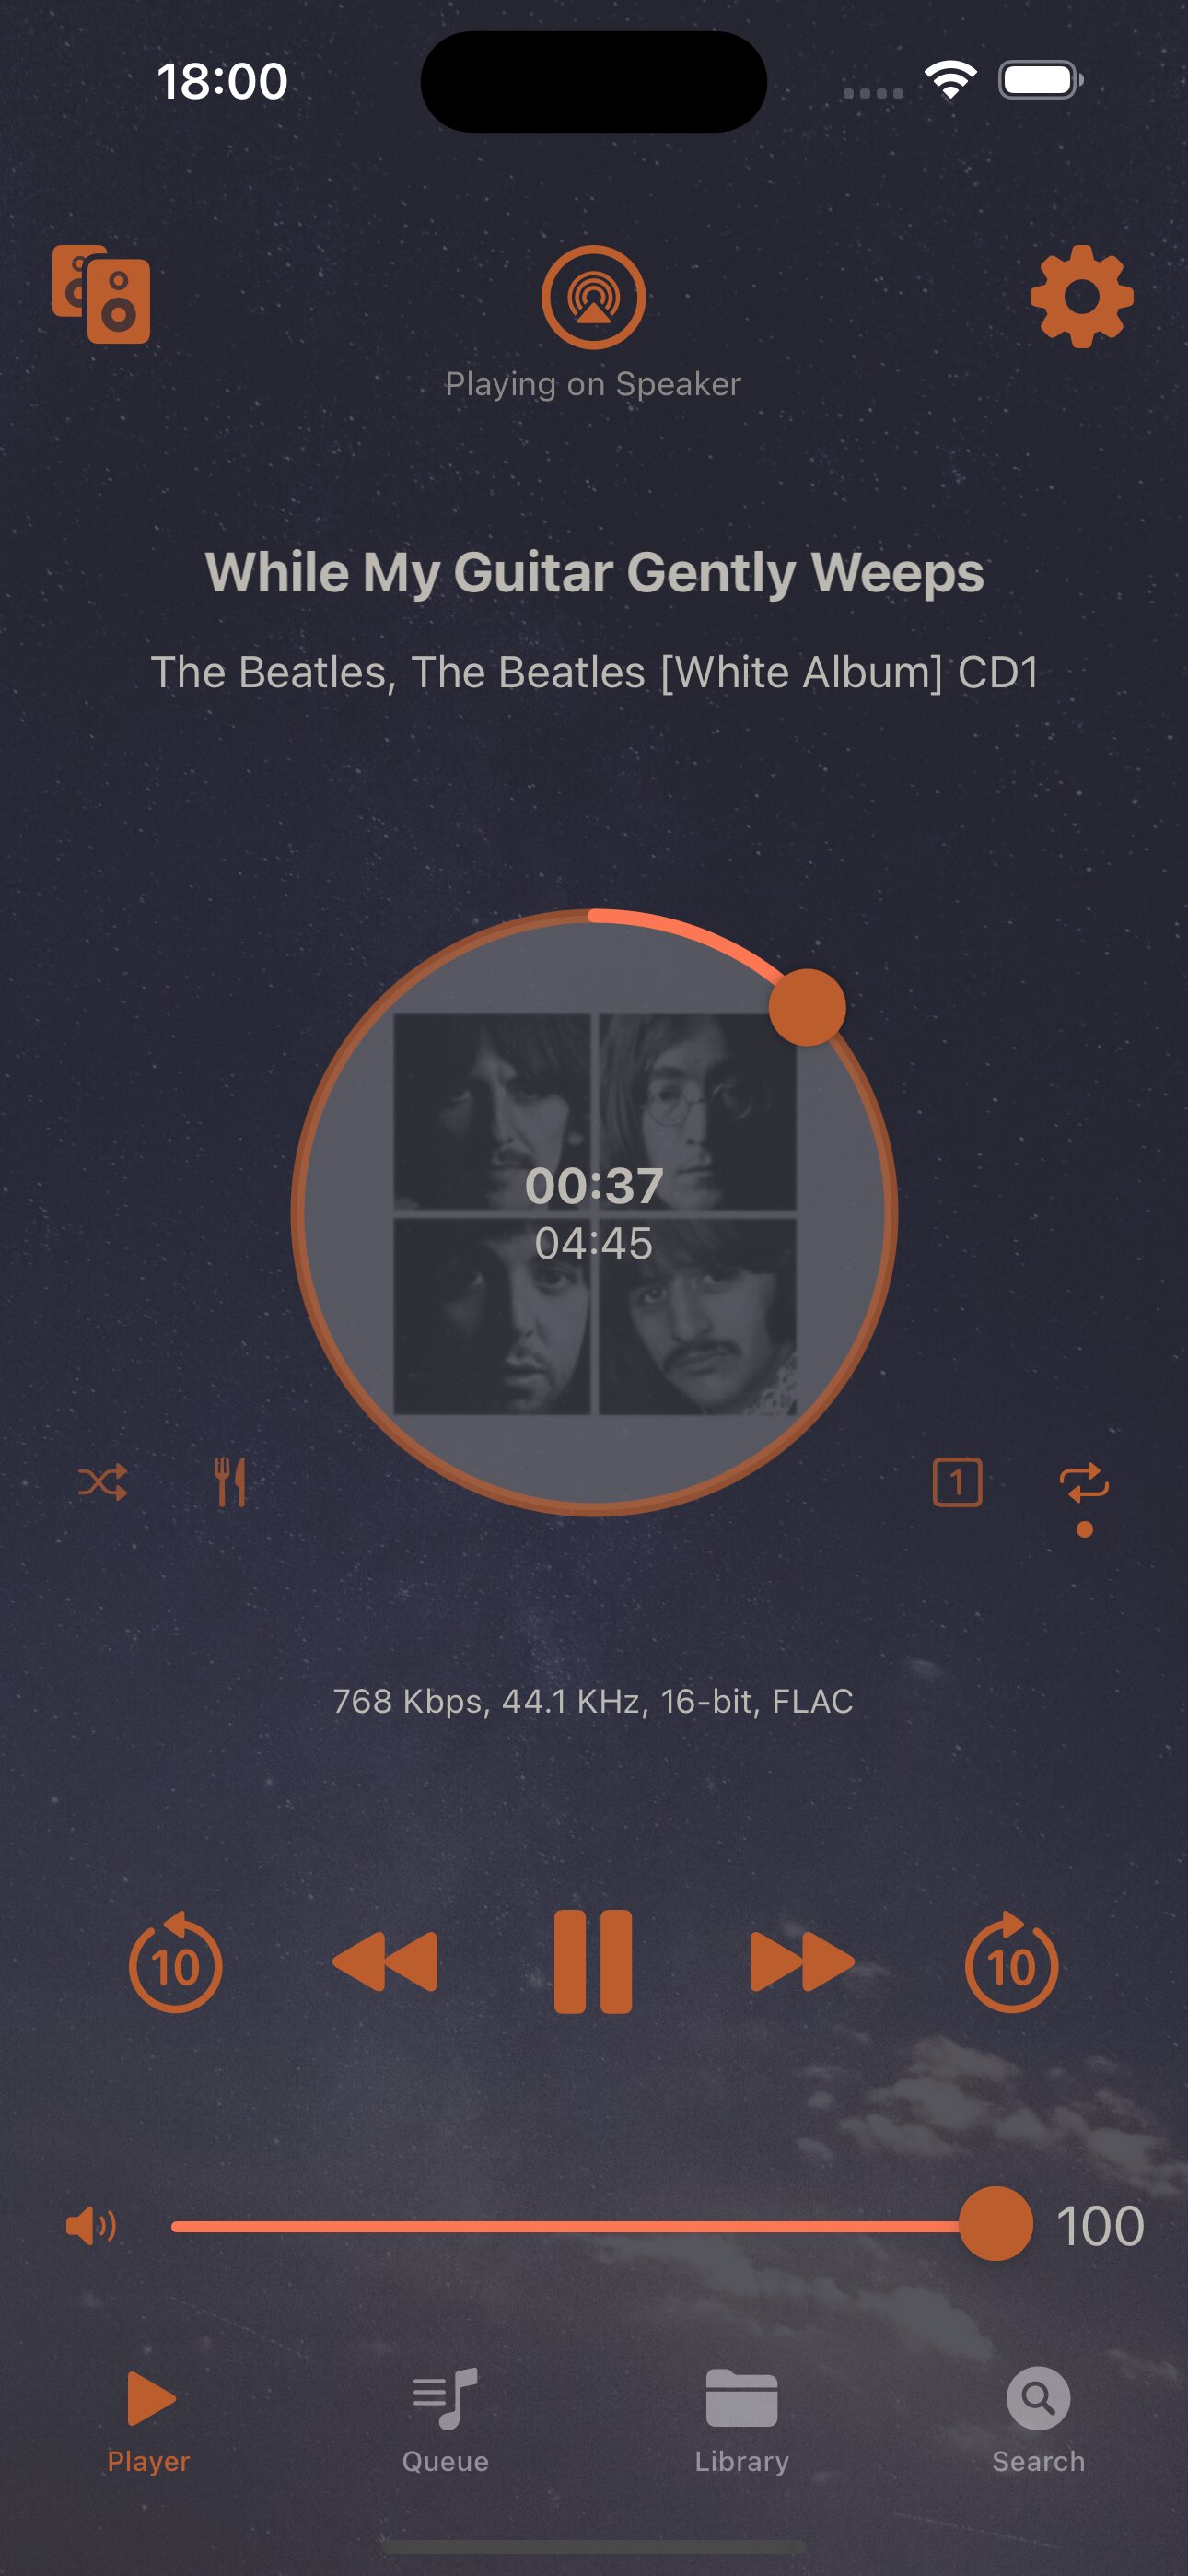 18:00
Playing on Speaker
While My Guitar Gently Weeps
The Beatles, The Beatles [White Album] CD1
00:37
04:45
1
768 Kbps, 44.1 KHz, 16-bit, FLAC
10 10
100
Player Queue Library Search